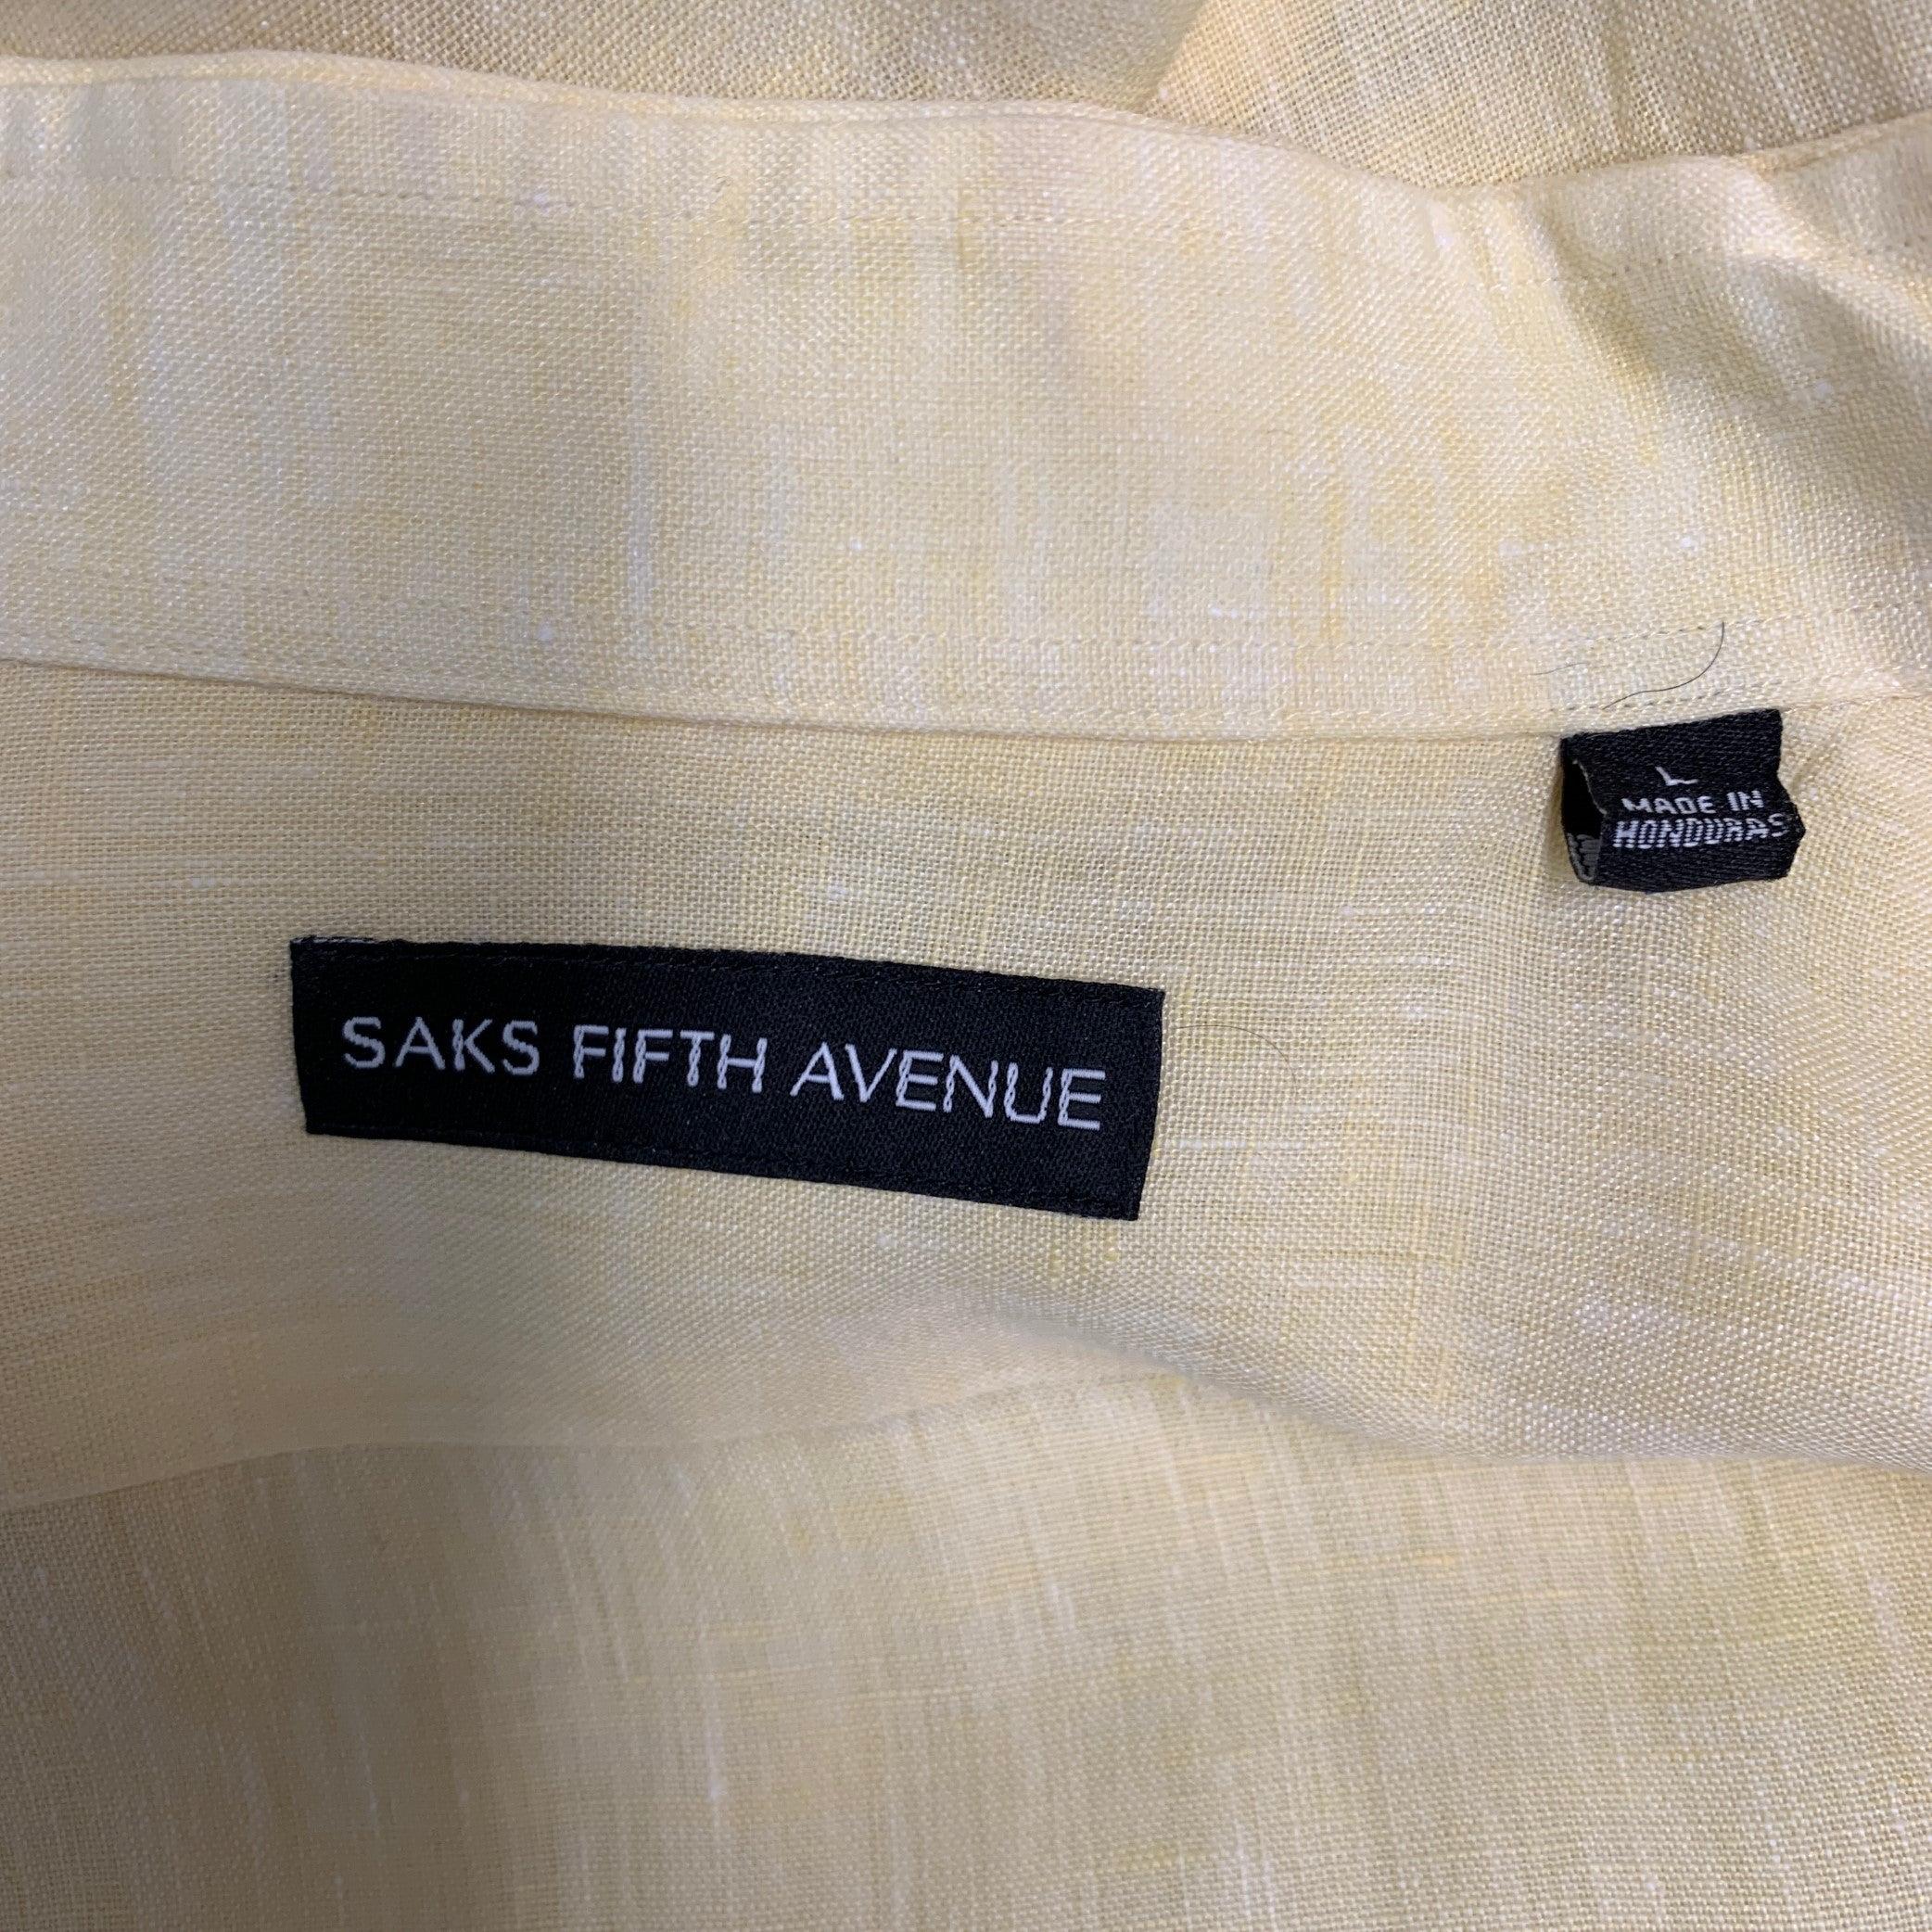 L
MADE IN
HONDURAS
SAKS FIFTH AVENUE